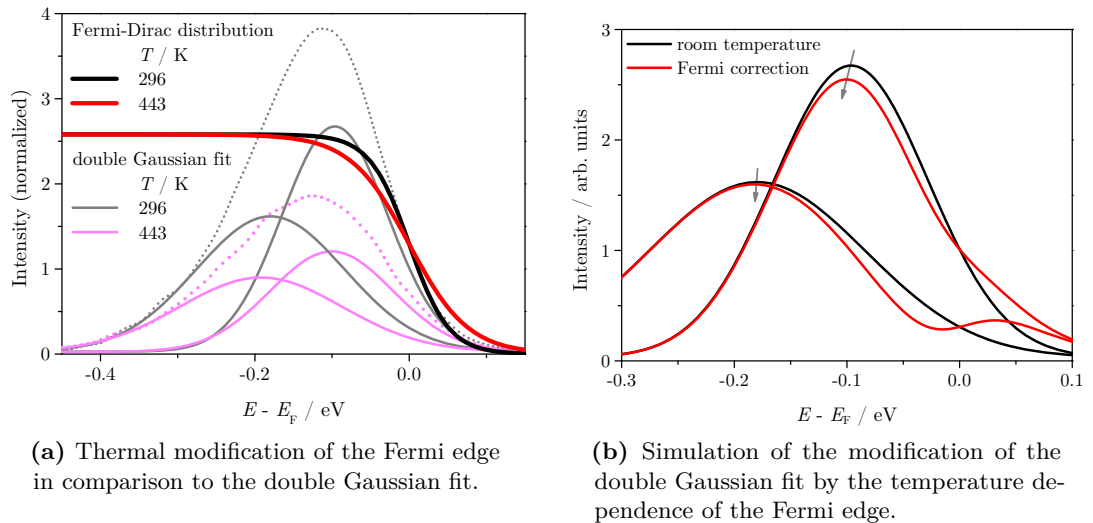 Fermi-Dirac distribution
T / K
296
443
double Gaussian fit
T / K
296
443
Intensity (normalized)
4
3
2
1
0
-0.4
-0.2
0.0
E - E_F / eV
(a) Thermal modification of the Fermi edge
in comparison to the double Gaussian fit.
room temperature
Fermi correction
Intensity / arb. units
3
2
1
0
-0.3
-0.2
-0.1
0.0
0.1
E - E_F / eV
(b) Simulation of the modification of the
double Gaussian fit by the temperature de-
pendence of the Fermi edge.